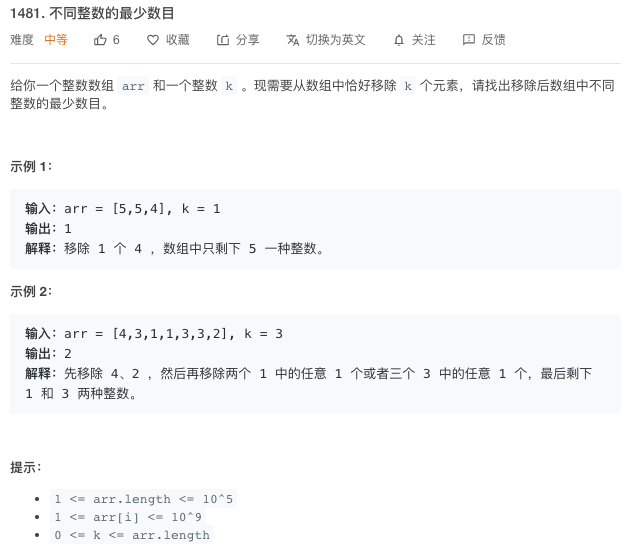 1481. 不同整数的最少数目
难度 中等 6 收藏 分享 切换为英文 关注 反馈
给你一个整数数组 arr 和一个整数 k 。现需要从数组中恰好移除 k 个元素，请找出移除后数组中不同
整数的最少数目。
示例 1：
输入：arr = [5,5,4], k = 1
输出：1
解释：移除 1 个 4 ，数组中只剩下 5 一种整数。
示例 2：
输入：arr = [4,3,1,1,3,3,2], k = 3
输出：2
解释：先移除 4、2 ，然后再移除两个 1 中的任意 1 个或者三个 3 中的任意 1 个，最后剩下
1 和 3 两种整数。
提示：
• 1 <= arr.length <= 10^5
• 1 <= arr[i] <= 10^9
• 0 <= k <= arr.length